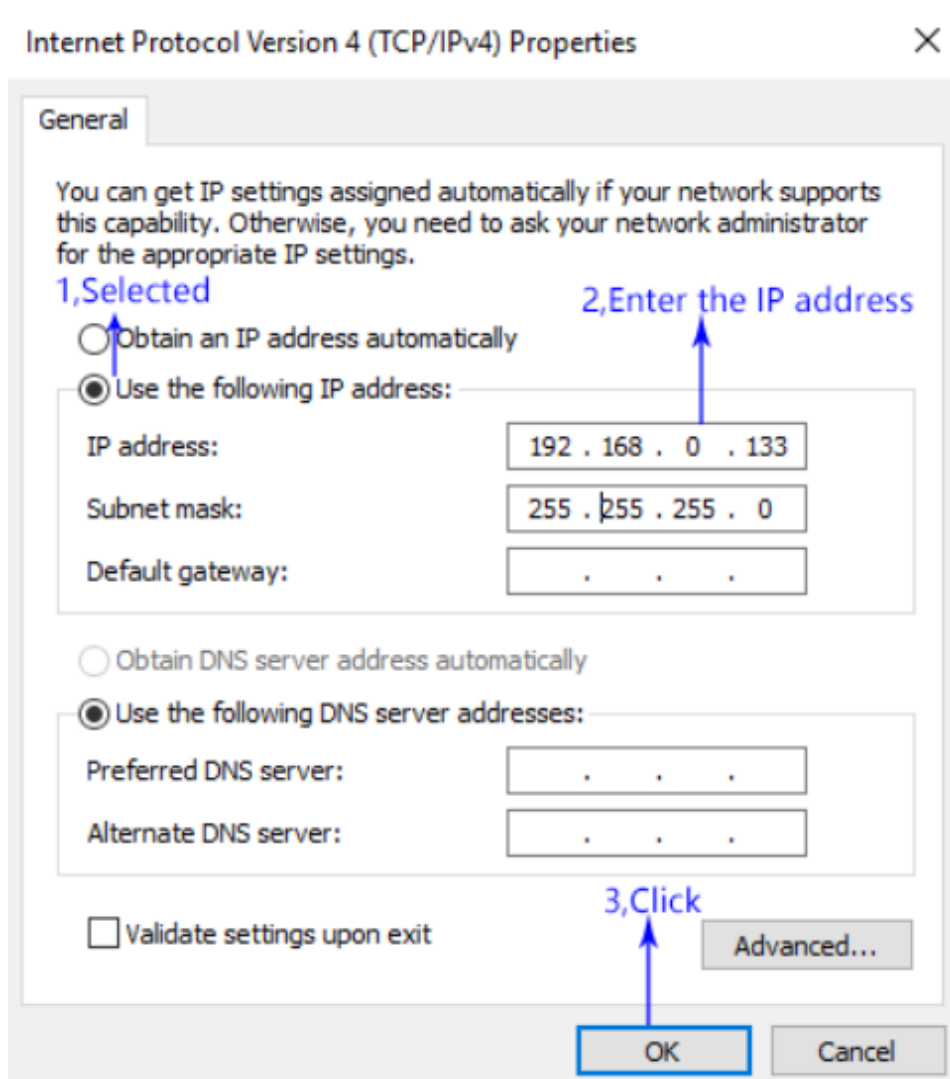 Internet Protocol Version 4 (TCP/IPv4) Properties
General
You can get IP settings assigned automatically if your network supports
this capability. Otherwise, you need to ask your network administrator
for the appropriate IP settings.
1,Selected
2,Enter the IP address
Obtain an IP address automatically
Use the following IP address:
IP address: 192 . 168 . 0 . 133
Subnet mask: 255 . 255 . 255 . 0
Default gateway: . . .
Obtain DNS server address automatically
Use the following DNS server addresses:
Preferred DNS server: . . .
Alternate DNS server: . . .
3,Click
Validate settings upon exit
Advanced...
OK Cancel